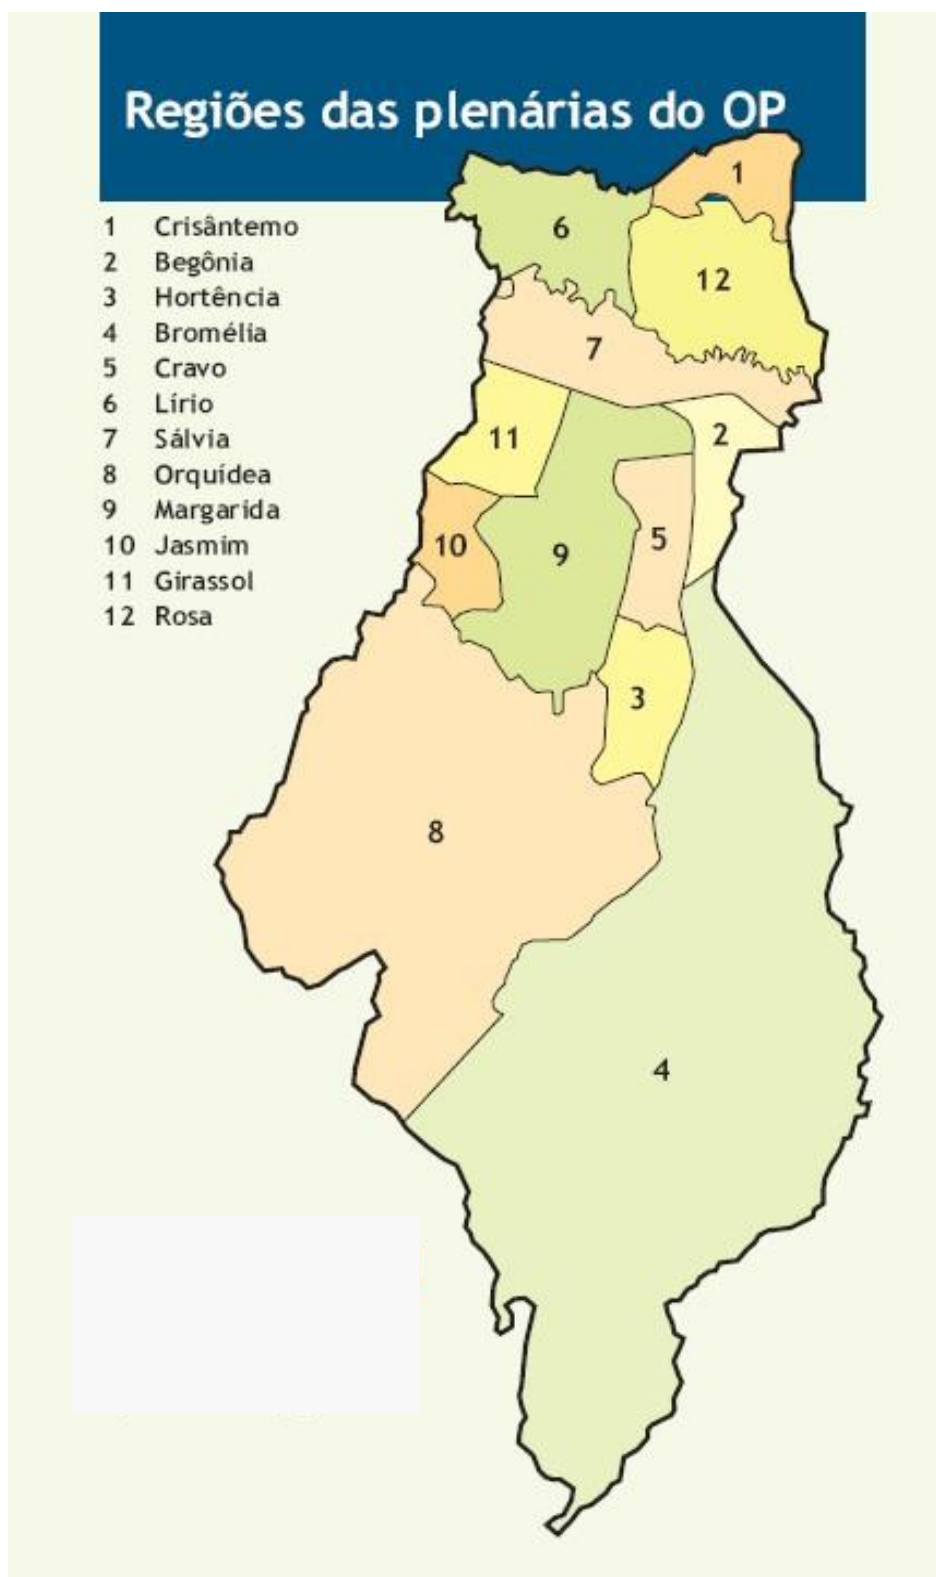 Regiões das plenárias do OP
1 Crisântemo
2 Begônia
3 Hortência
4 Bromélia
5 Cravo
6 Lírio
7 Sálvia
8 Orquídea
9 Margarida
10 Jasmim
11 Girassol
12 Rosa
1
6
12
7
2
11
5
10
9
3
8
4